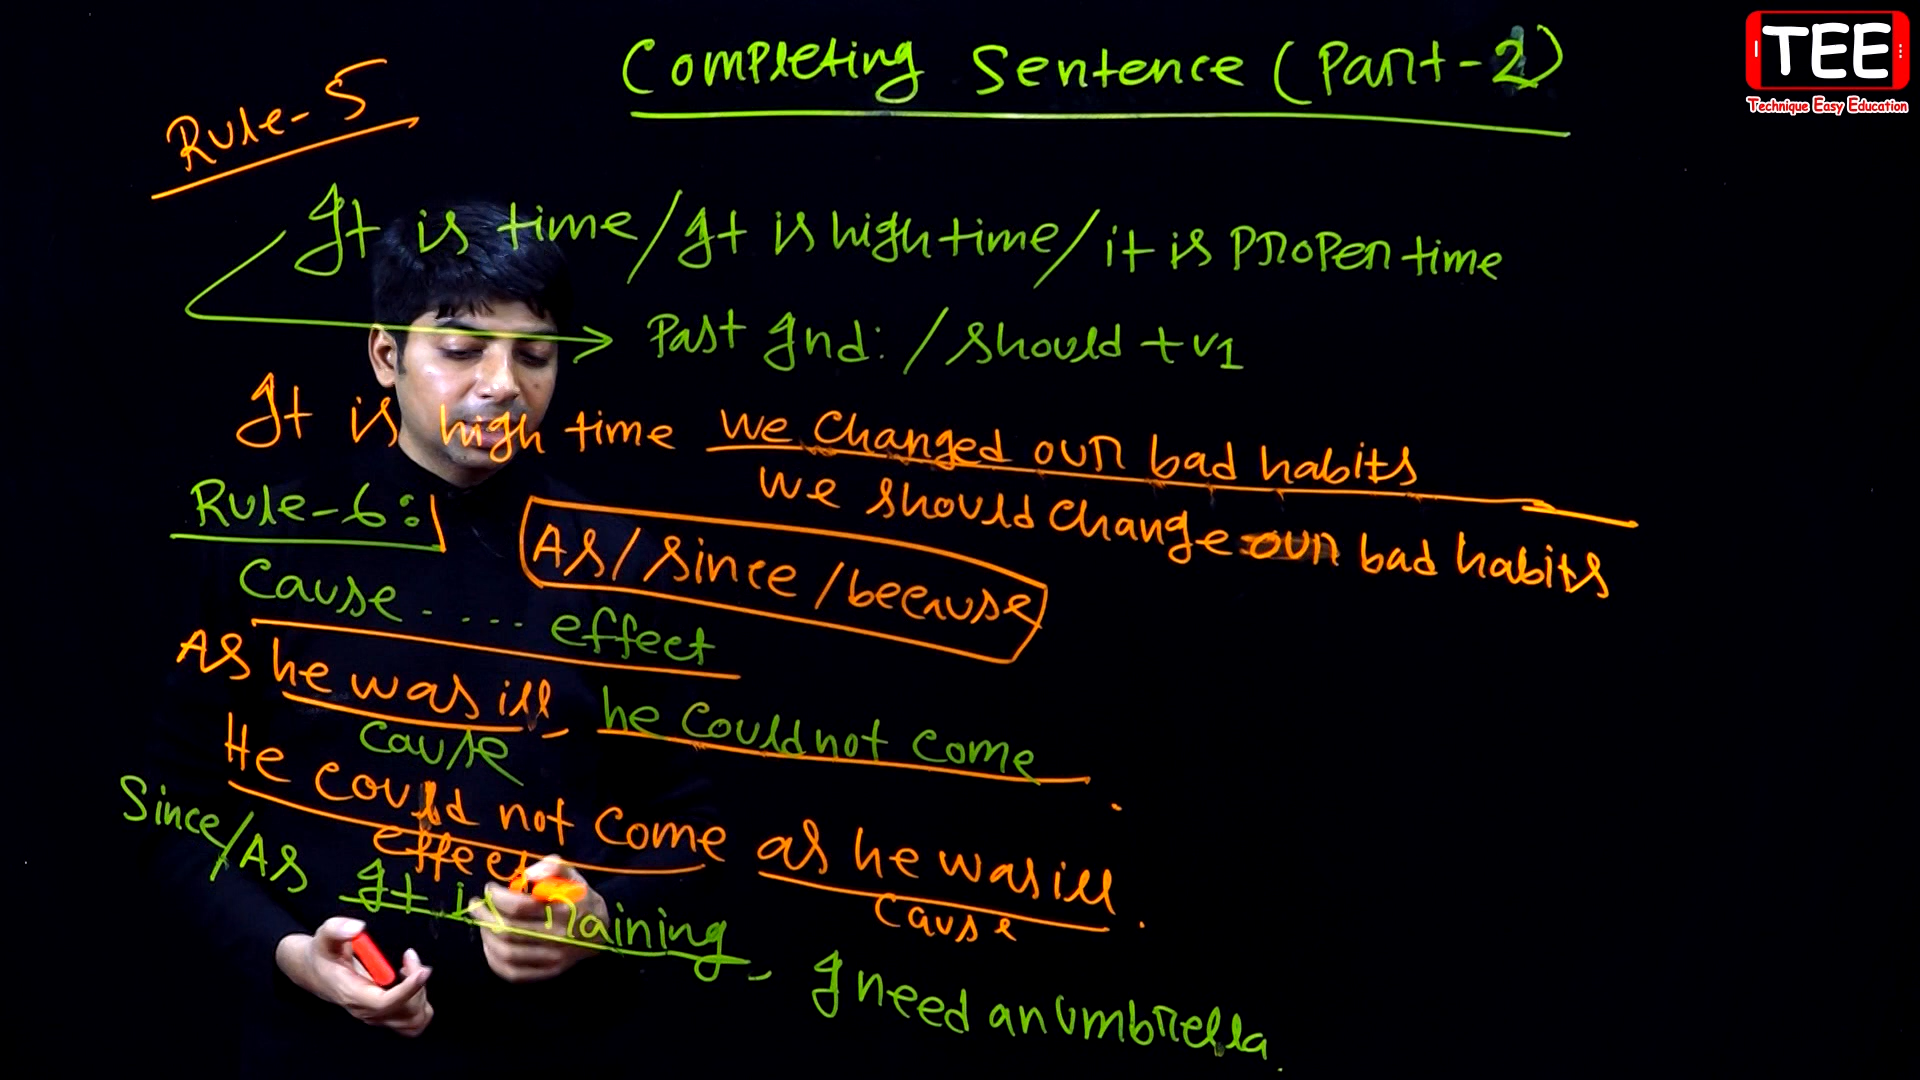 Completing Sentence (Part-2)
TEE
Technique Easy Education
Rule-5
It is time/It is high time/it is Proper time
Past Ind: /should + v1
It is high time we changed our bad habits
we should change our bad habits
Rule-6:
As/since/because
Cause..... effect
As he was ill, he could not come.
cause
He could not come as he was ill.
effect
cause
Since/As It is raining, I need an umbrella.